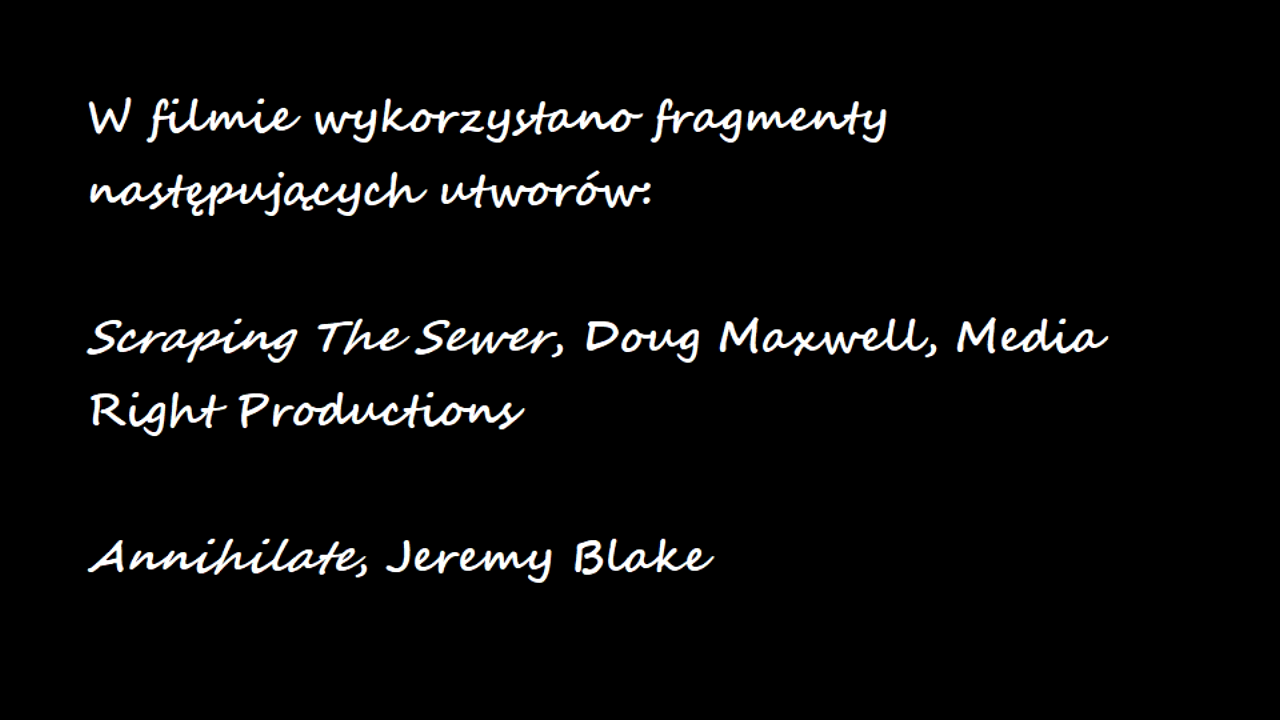 W filmie wykorzystano fragmenty
następujących utworów:
Scraping The Sewer, Doug Maxwell, Media
Right Productions
Annihilate, Jeremy Blake